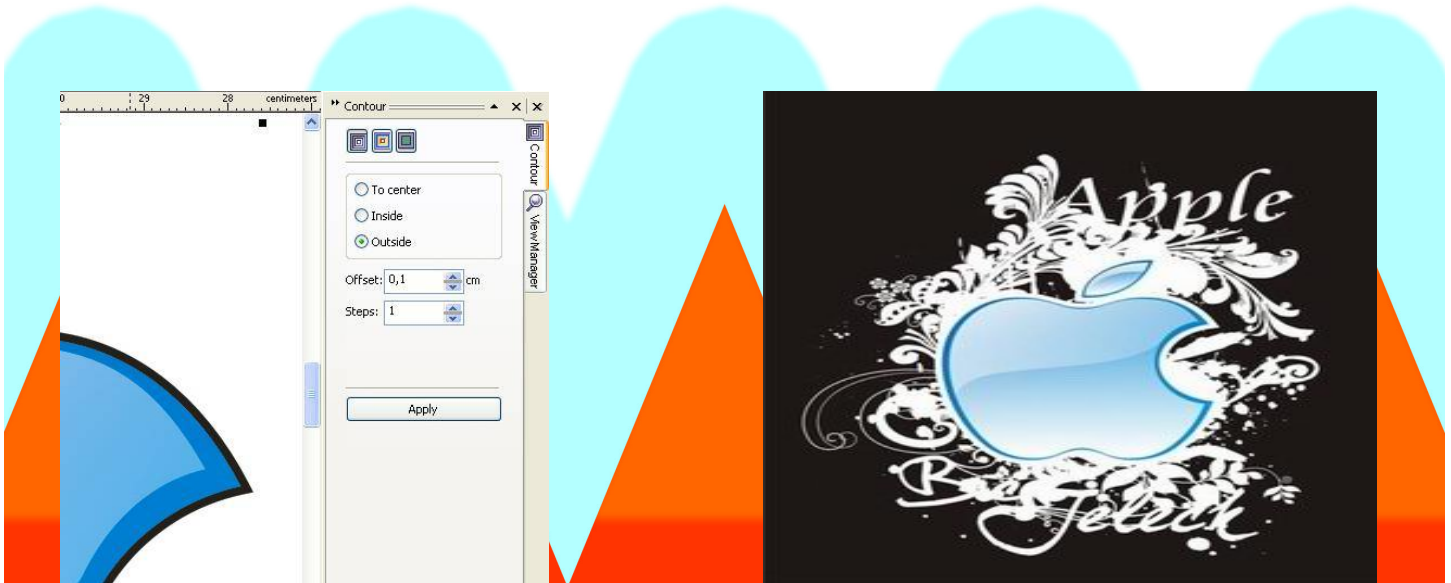 0 29 28 centimeters
Contour
To center
Inside
Outside
Offset: 0,1 cm
Steps: 1
Apply
Contour
View Manager
Apple
Jeleck